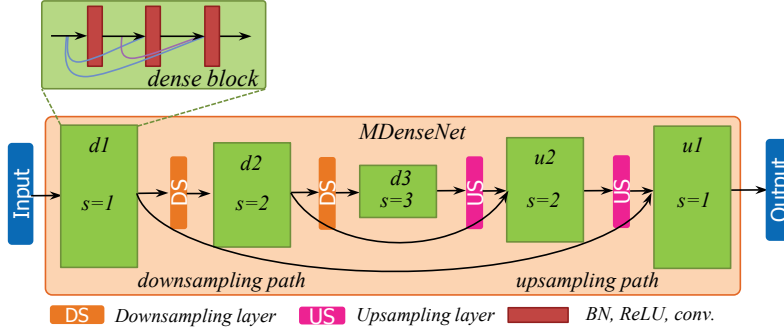 dense block
MDenseNet
Input
d1
s=1
DS
d2
s=2
DS
d3
s=3
US
u2
s=2
US
u1
s=1
Output
downsampling path
upsampling path
DS Downsampling layer
US Upsampling layer
BN, ReLU, conv.